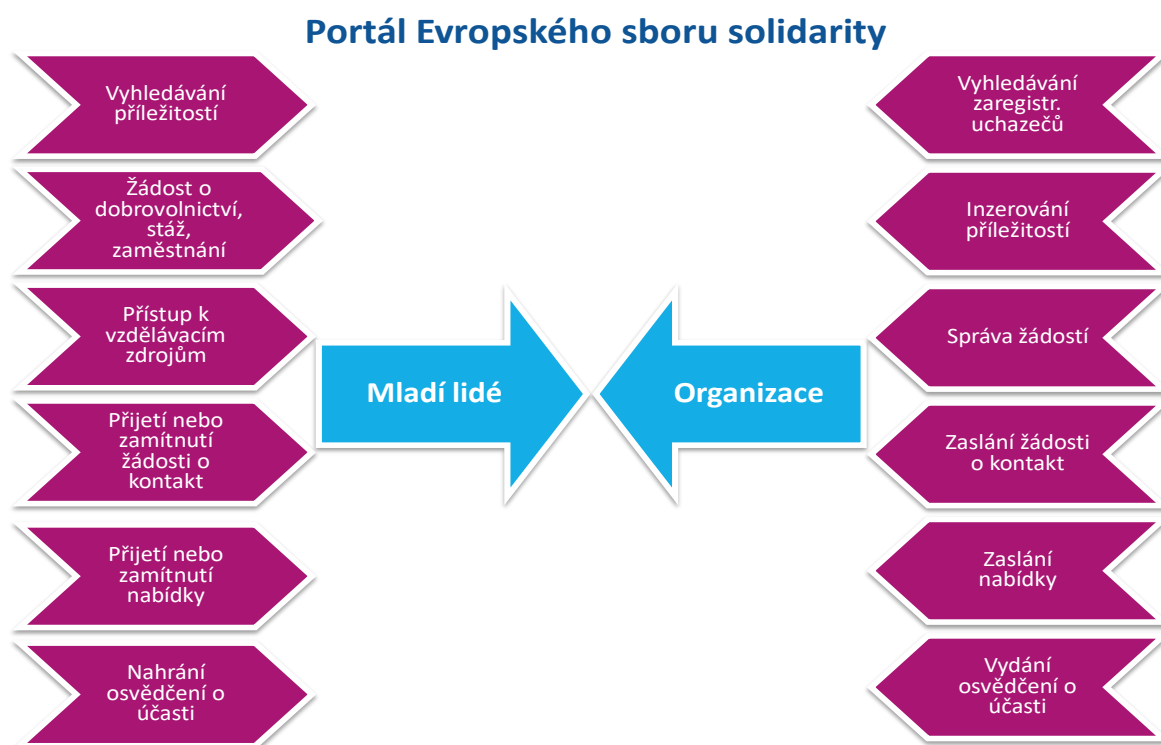 Portál Evropského sboru solidarity
Vyhledávání
příležitostí
Žádost o
dobrovolnictví,
stáž,
zaměstnání
Přístup k
vzdělávacím
zdrojům
Přijetí nebo
zamítnutí
žádosti o
kontakt
Přijetí nebo
zamítnutí
nabídky
Nahrání
osvědčení o
účasti
Mladí lidé
Organizace
Vyhledávání
zaregistr.
uchazečů
Inzerování
příležitostí
Správa žádostí
Zaslání žádosti
o kontakt
Zaslání
nabídky
Vydání
osvědčení o
účasti